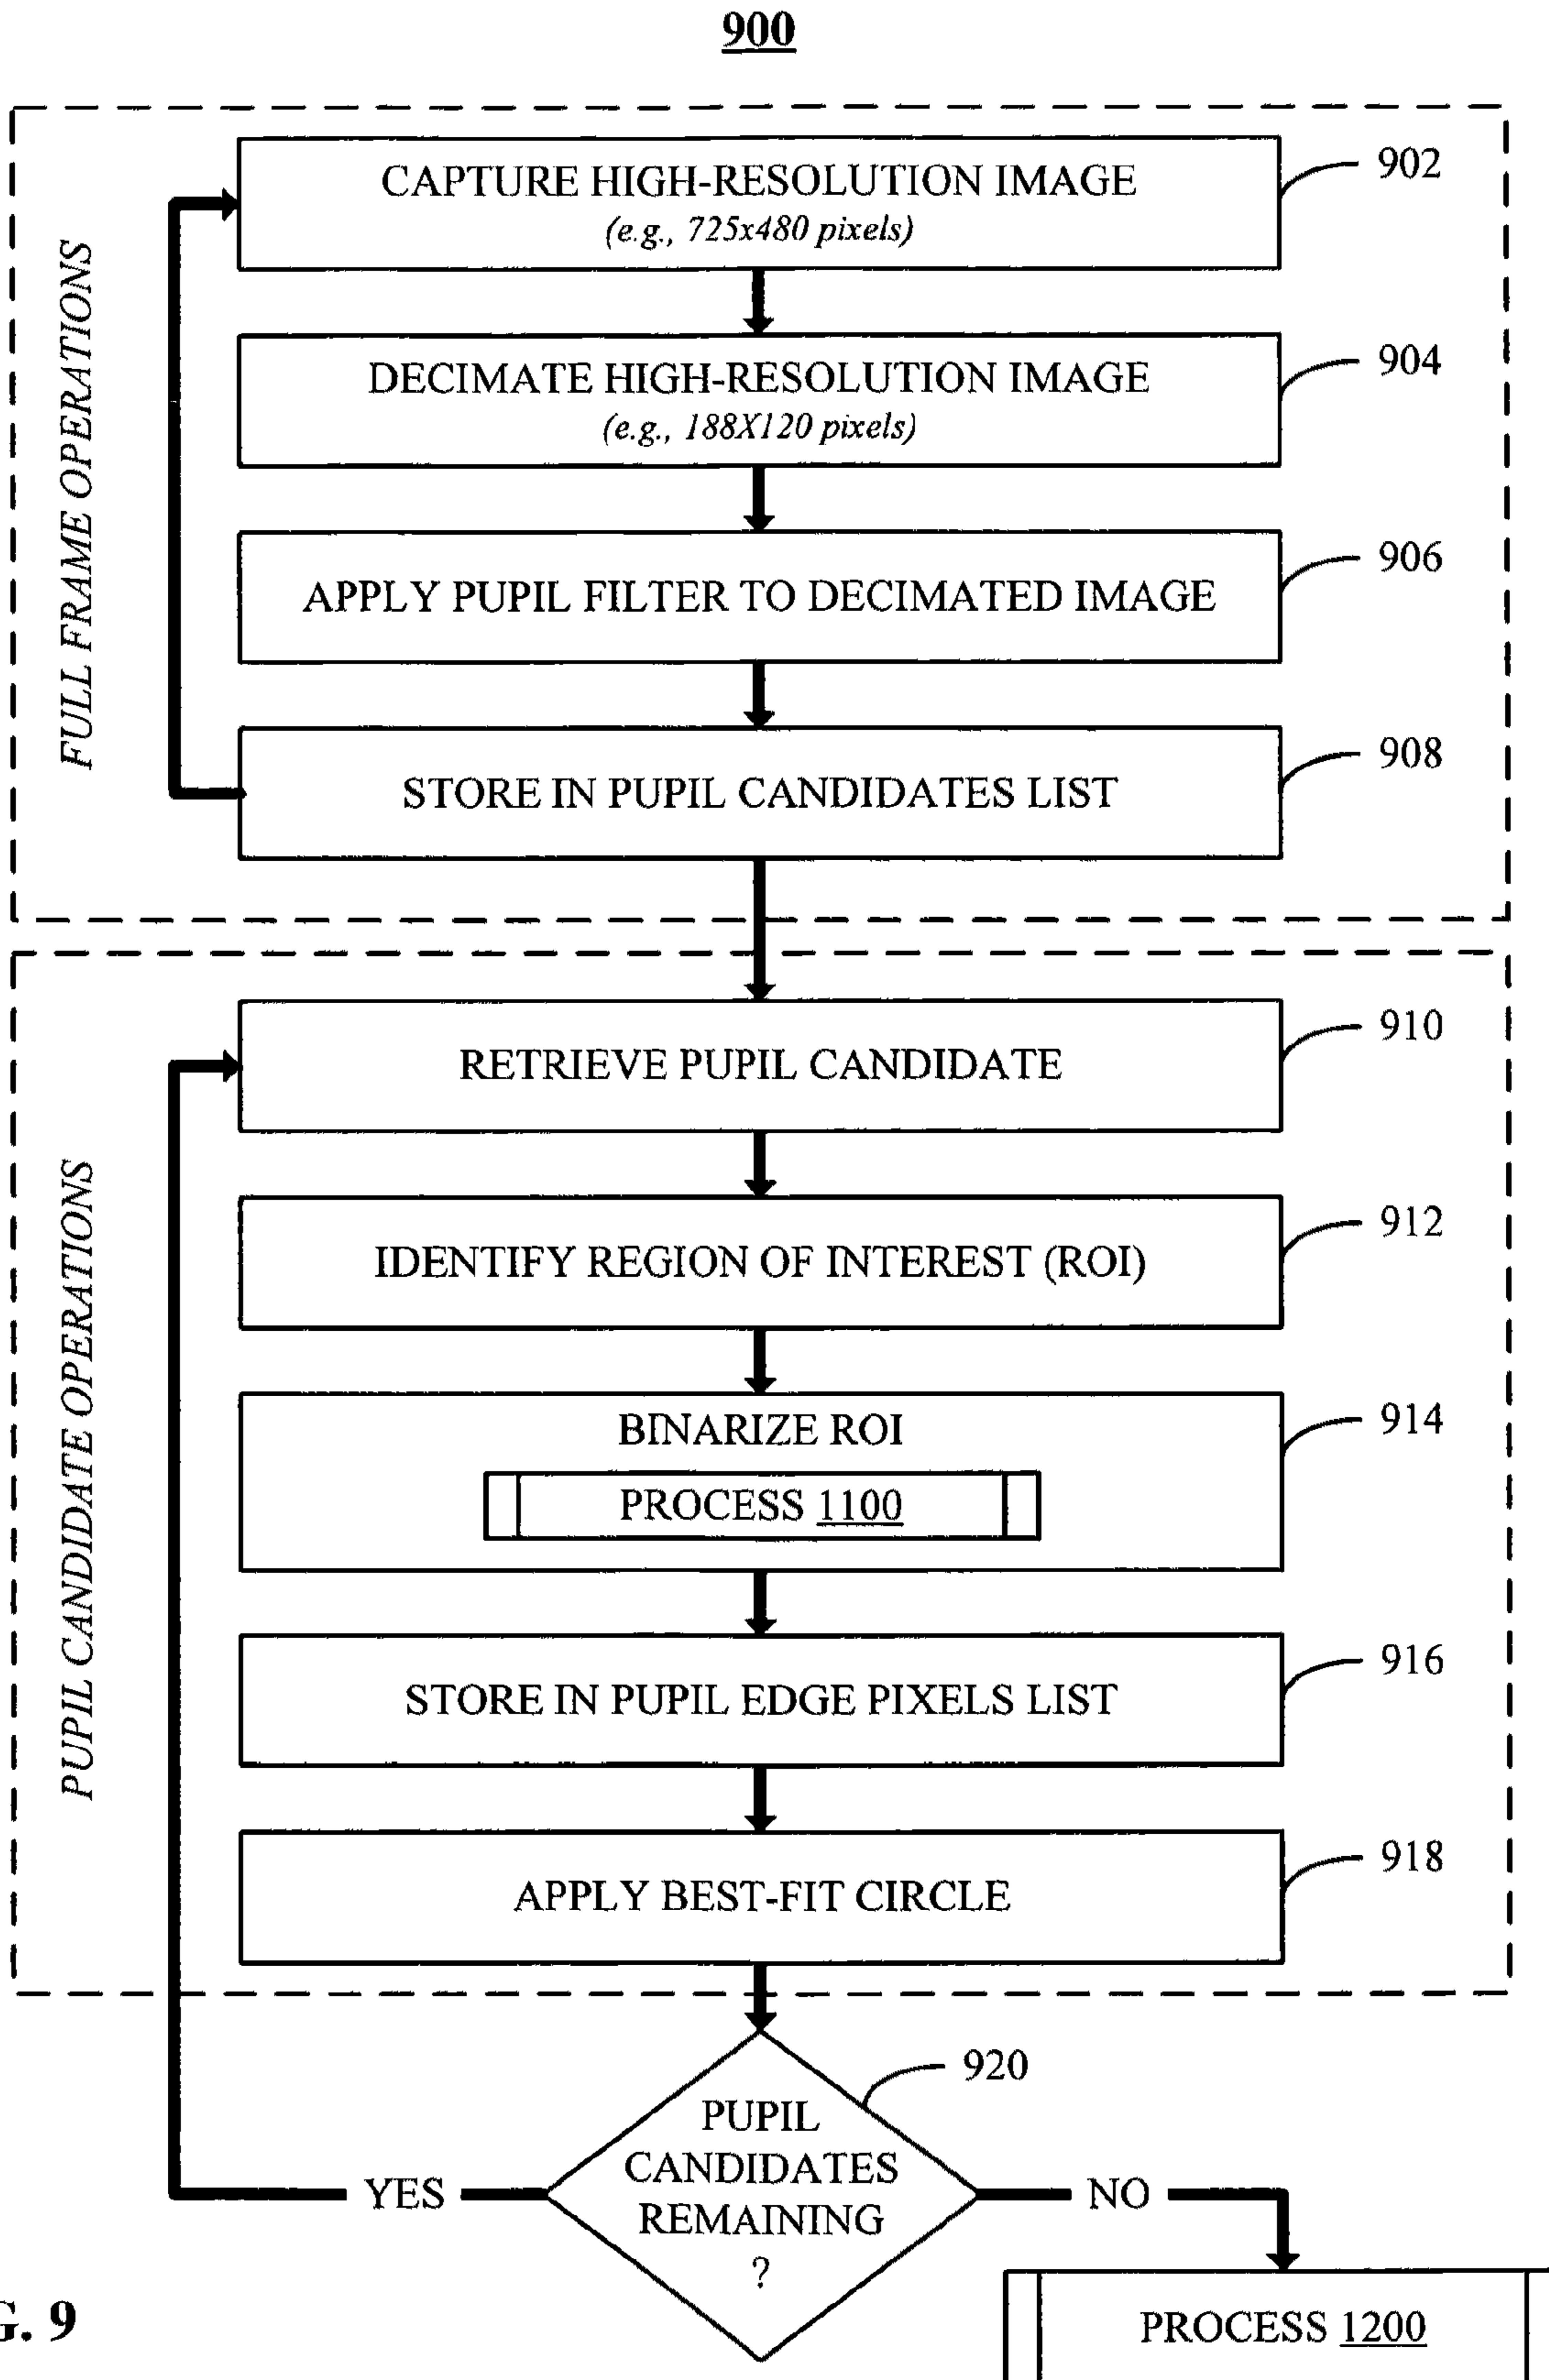 900
FULL FRAME OPERATIONS
CAPTURE HIGH-RESOLUTION IMAGE
(e.g., 725x480 pixels)
902
DECIMATE HIGH-RESOLUTION IMAGE
(e.g., 188X120 pixels)
904
APPLY PUPIL FILTER TO DECIMATED IMAGE
906
STORE IN PUPIL CANDIDATES LIST
908
PUPIL CANDIDATE OPERATIONS
RETRIEVE PUPIL CANDIDATE
910
IDENTIFY REGION OF INTEREST (ROI)
912
BINARIZE ROI
PROCESS 1100
914
STORE IN PUPIL EDGE PIXELS LIST
916
APPLY BEST-FIT CIRCLE
918
PUPIL
CANDIDATES
REMAINING
?
920
YES
NO
PROCESS 1200
G. 9